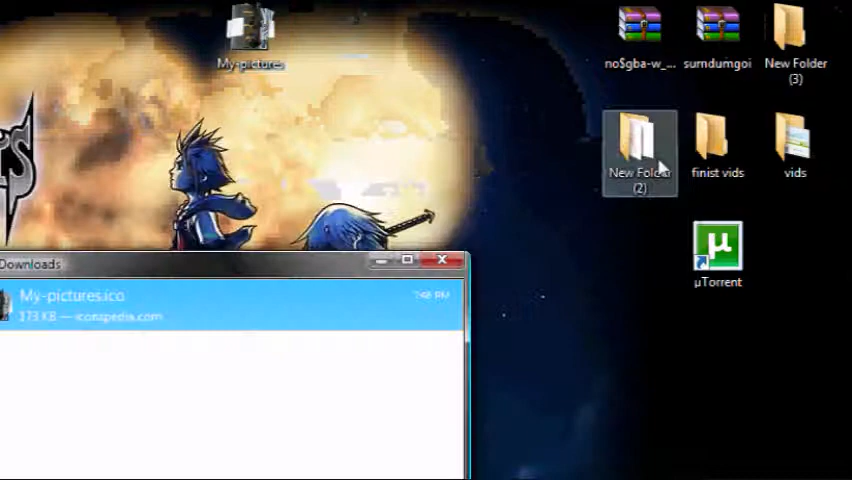 My-pictures
no$gba-w_...
sumdumgoi
New Folder
(3)
New Folder
(2)
finist vids
vids
µ
µTorrent
Downloads
My-pictures.ico
7:48 PM
173 KB — iconspedia.com